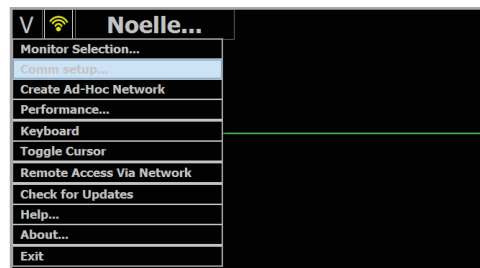 V Noelle...
Monitor Selection...
Comm setup...
Create Ad-Hoc Network
Performance...
Keyboard
Toggle Cursor
Remote Access Via Network
Check for Updates
Help...
About...
Exit